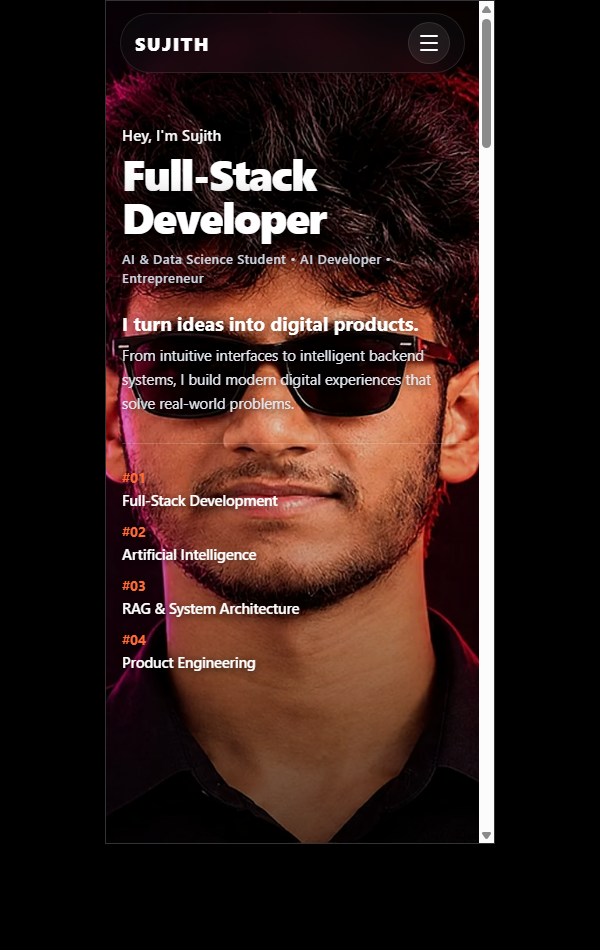 SUJITH
Hey, I'm Sujith
Full-Stack
Developer
AI & Data Science Student • AI Developer •
Entrepreneur
I turn ideas into digital products.
From intuitive interfaces to intelligent backend
systems, I build modern digital experiences that
solve real-world problems.
#01
Full-Stack Development
#02
Artificial Intelligence
#03
RAG & System Architecture
#04
Product Engineering